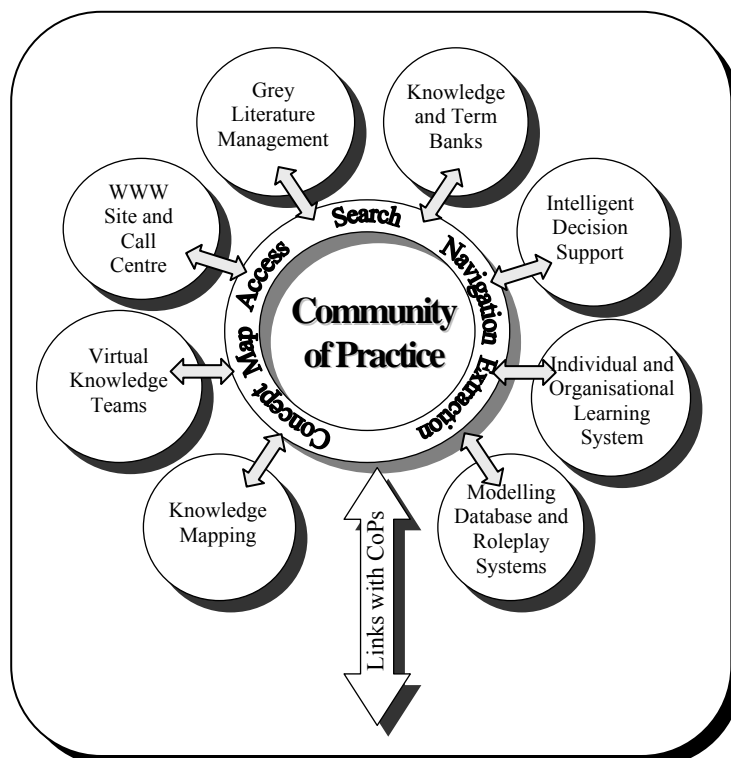 Grey
Literature
Management
Knowledge
and Term
Banks
WWW
Site and
Call
Centre
Intelligent
Decision
Support
Virtual
Knowledge
Teams
Individual and
Organisational
Learning
System
Knowledge
Mapping
Modelling
Database and
Roleplay
Systems
Concept Map Access Search Navigation Extraction
Community
of Practice
Links with CoPs